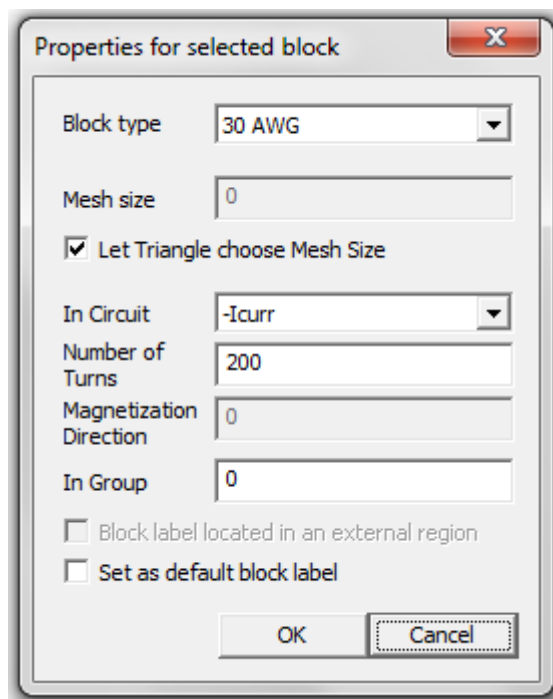 Properties for selected block
Block type 30 AWG
Mesh size 0
Let Triangle choose Mesh Size
In Circuit -Icurr
Number of
Turns 200
Magnetization
Direction 0
In Group 0
Block label located in an external region
Set as default block label
OK Cancel